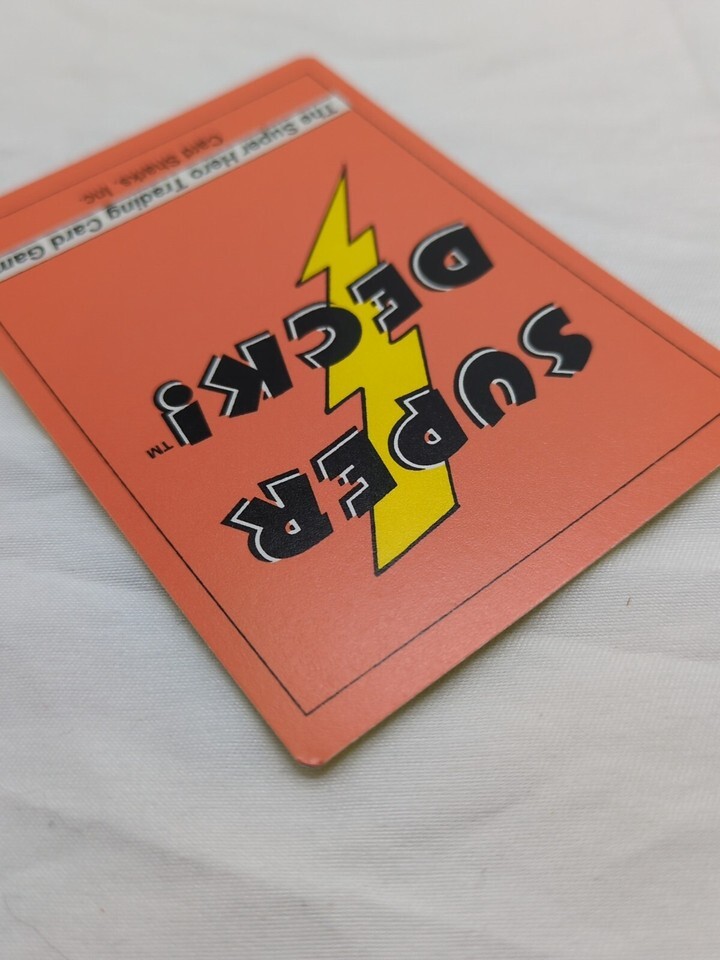 SUPER
DECK!™
The Super Hero Trading Card Gam
Card Sharks, Inc.